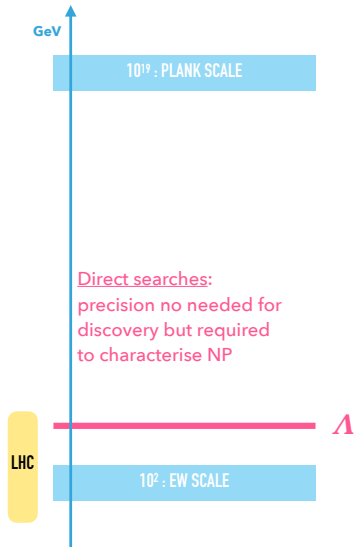 GeV
10¹⁹ : PLANK SCALE
Direct searches:
precision no needed for
discovery but required
to characterise NP
Λ
LHC
10² : EW SCALE